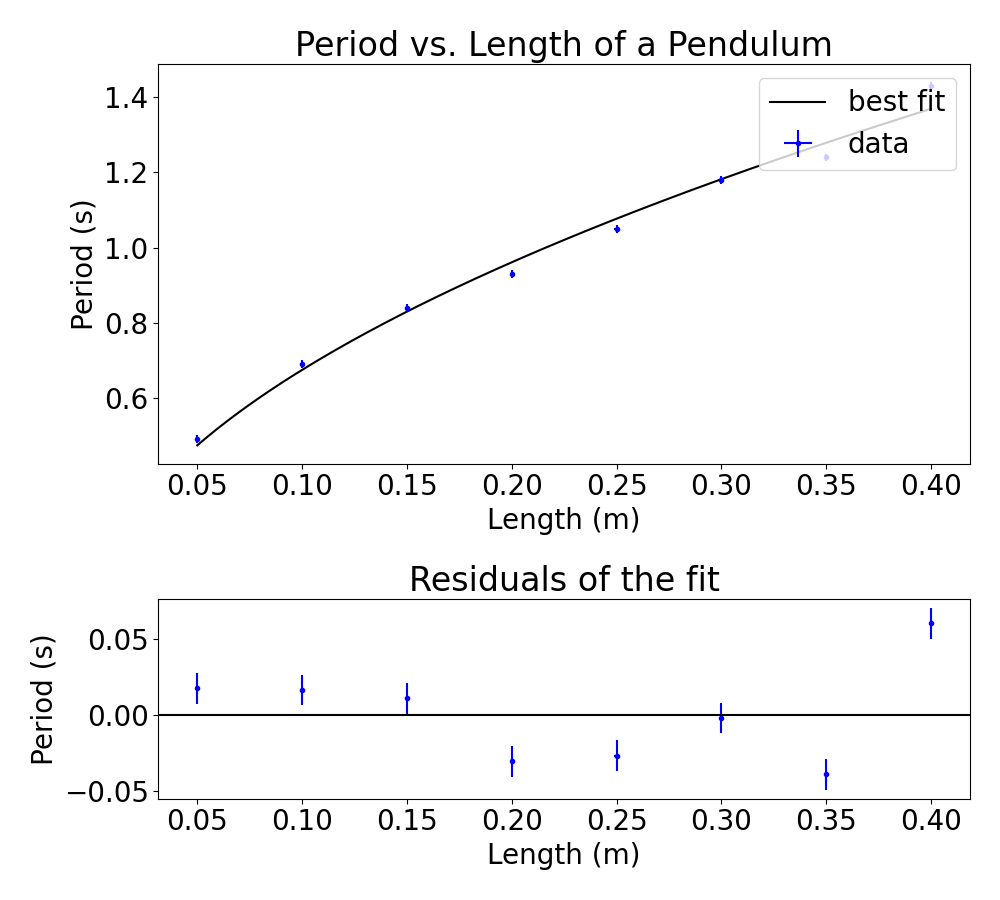 Period vs. Length of a Pendulum
1.4
1.2
1.0
0.8
0.6
Period (s)
best fit
data
0.05 0.10 0.15 0.20 0.25 0.30 0.35 0.40
Length (m)
Residuals of the fit
0.05
0.00
−0.05
Period (s)
0.05 0.10 0.15 0.20 0.25 0.30 0.35 0.40
Length (m)